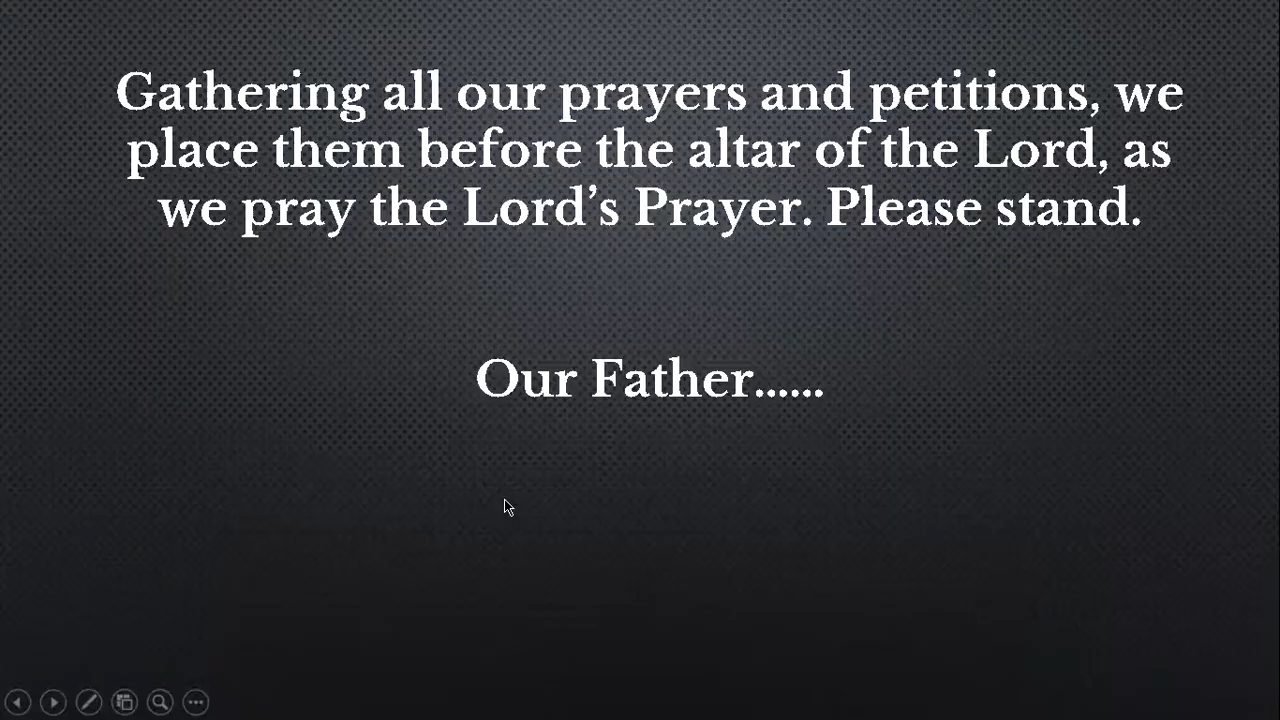 Gathering all our prayers and petitions, we
place them before the altar of the Lord, as
we pray the Lord’s Prayer. Please stand.
Our Father......